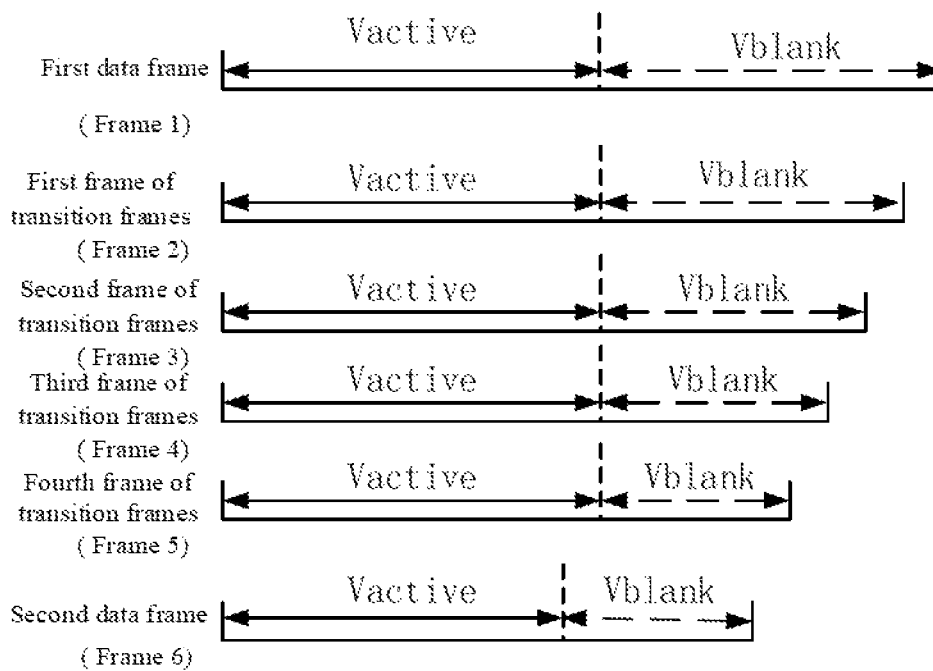 Vactive Vblank
First data frame
( Frame 1)
Vactive Vblank
First frame of
transition frames
( Frame 2)
Vactive Vblank
Second frame of
transition frames
( Frame 3)
Vactive Vblank
Third frame of
transition frames
( Frame 4)
Vactive Vblank
Fourth frame of
transition frames
( Frame 5)
Vactive Vblank
Second data frame
( Frame 6)